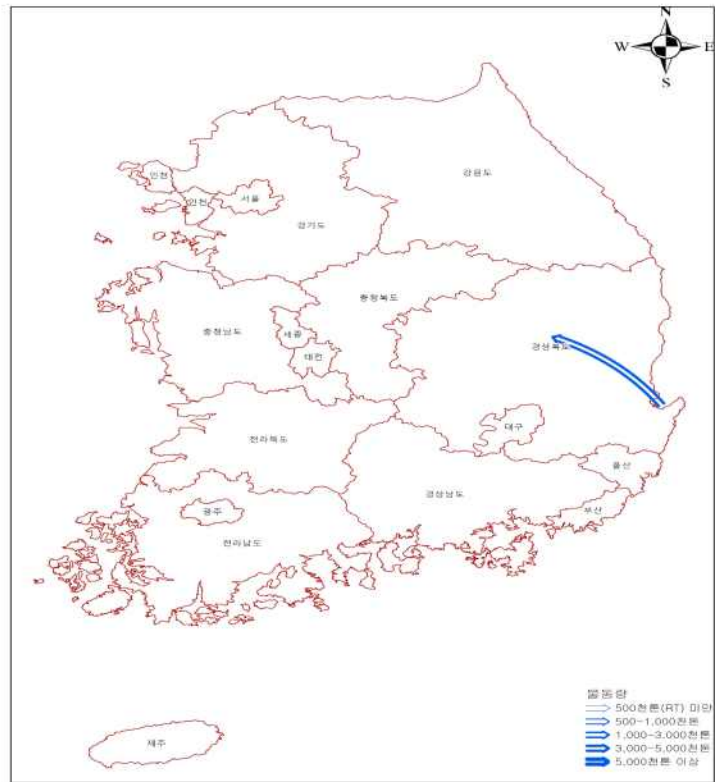 N
W E
S
강원도
인천
서울
인천
경기도
충청북도
충청남도
세종
경상북도
대전
대구
전라북도
울산
경상남도
부산
광주
전라남도
제주
물동량
500천톤(RT) 미만
500-1,000천톤
1,000-3,000천톤
3,000-5,000천톤
5,000천톤 이상